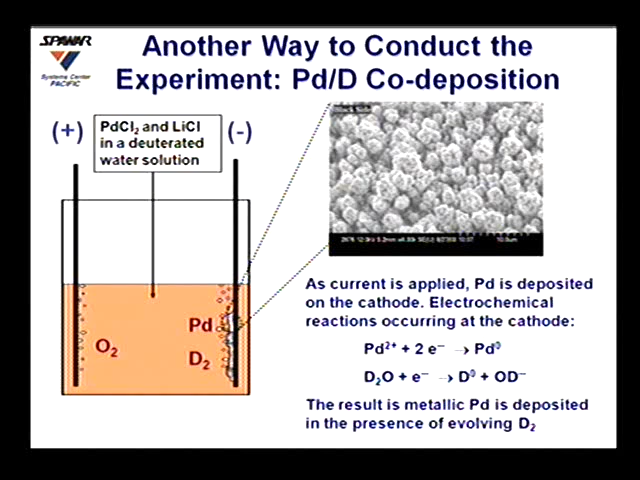 SPAWAR
Systems Center
PACIFIC
Another Way to Conduct the
Experiment: Pd/D Co-deposition
(+)
PdCl₂ and LiCl
in a deuterated
water solution
(-)
O₂
Pd
D₂
10.0um
As current is applied, Pd is deposited
on the cathode. Electrochemical
reactions occurring at the cathode:
Pd²⁺ + 2 e⁻ → Pd⁰
D₂O + e⁻ → D⁰ + OD⁻
The result is metallic Pd is deposited
in the presence of evolving D₂